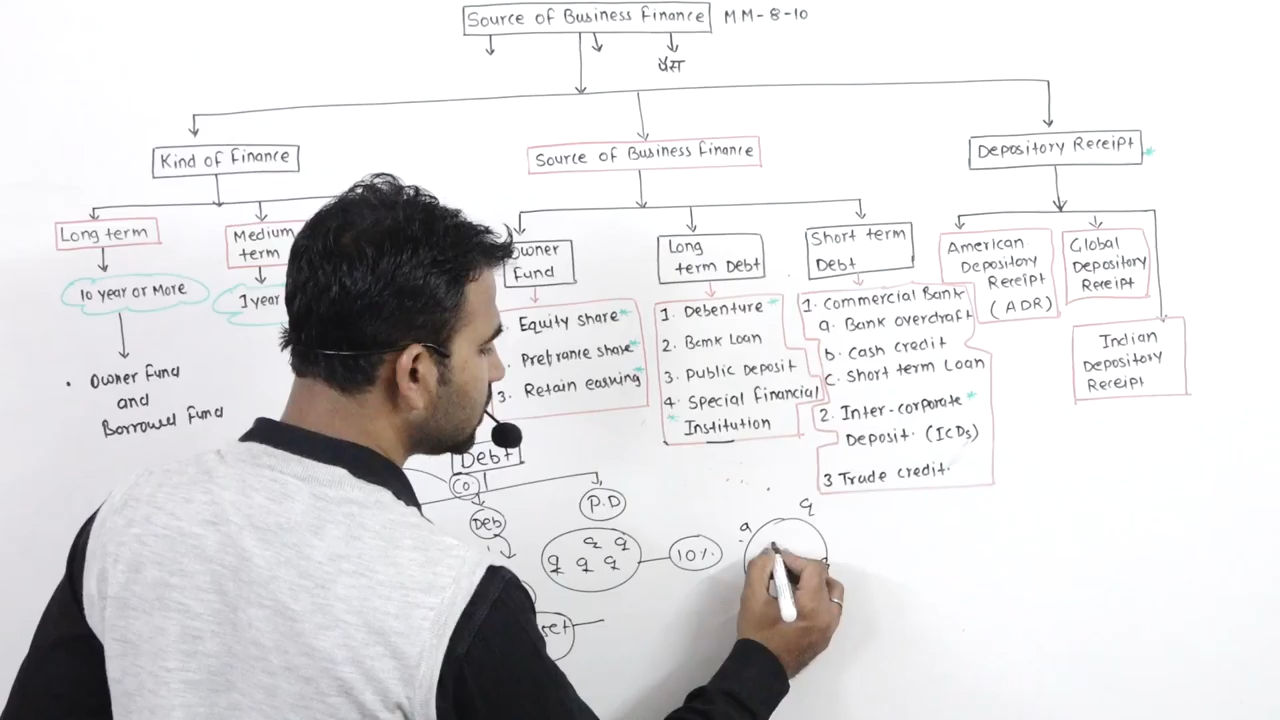 Source of Business Finance MM-8-10
पैसा
Kind of Finance
Source of Business Finance
Depository Receipt *
Long term
Medium
term
10 year or More
1 year
• Owner Fund
and
Borrowed Fund
Owner
Fund
Equity share *
Prefrance share *
3. Retain earning *
Long
term Debt
1. Debenture *
2. Bank Loan
3. Public Deposit
4. Special Financial
* Institution
Short term
Debt
1. Commercial Bank
a. Bank overdraft
b. cash credit
c. Short term Loan
2. Inter-corporate *
Deposit. (ICDs)
3 Trade credit.
American
Depository
Receipt
(ADR)
Global
Depository
Receipt
Indian
Depository
Receipt
Debt
Co.
Deb
P.D
q q
q q q
10%
q
q